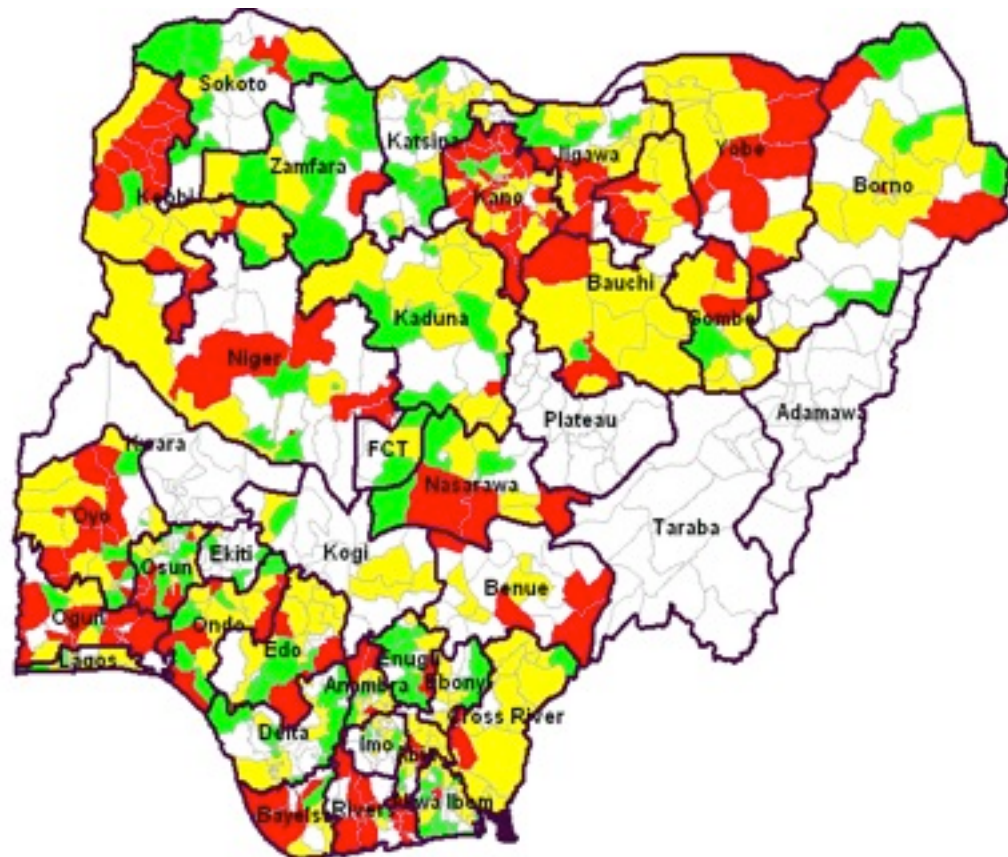 Sokoto
Katsina
Zamfara
Jigawa
Yobe
Borno
Kebbi
Kano
Bauchi
Gombe
Kaduna
Niger
Plateau
Adamawa
FCT
Kwara
Nasarawa
Oyo
Taraba
Ekiti
Kogi
Osun
Benue
Ogun
Ondo
Edo
Lagos
Enugu
Anambra
Ebonyi
Cross River
Delta
Imo
Bayelsa
Rivers
Akwa Ibom